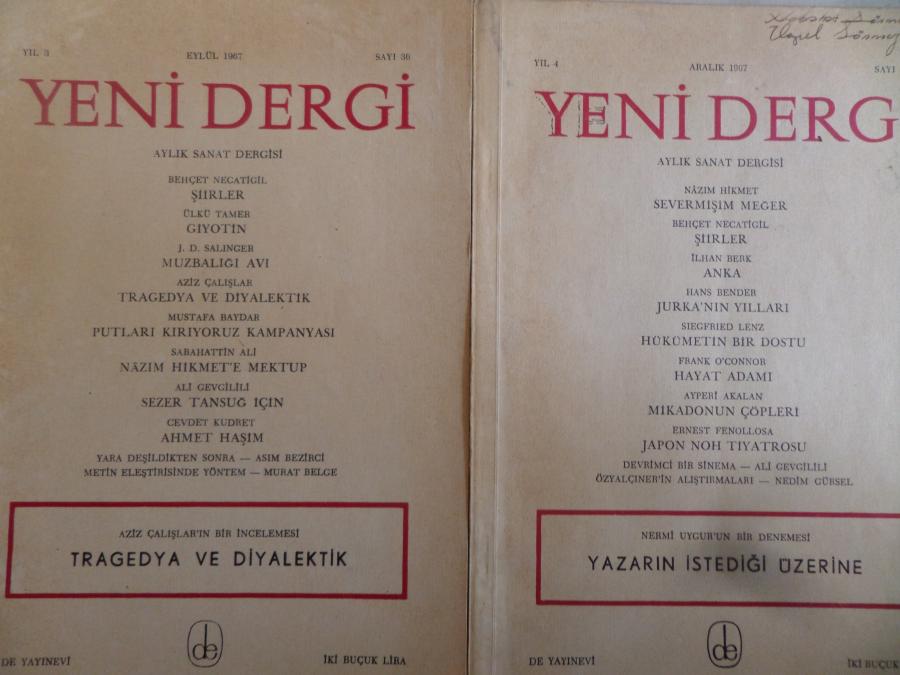 YIL 3 EYLÜL 1967 SAYI 36
YENİ DERGİ
AYLIK SANAT DERGİSİ
BEHÇET NECATİGİL
ŞİİRLER
ÜLKÜ TAMER
GİYOTİN
J. D. SALINGER
MUZBALIĞI AVI
AZİZ ÇALIŞLAR
TRAGEDYA VE DİYALEKTİK
MUSTAFA BAYDAR
PUTLARI KIRIYORUZ KAMPANYASI
SABAHATTİN ALİ
NÂZIM HİKMET'E MEKTUP
ALİ GEVGİLİLİ
SEZER TANSUĞ İÇİN
CEVDET KUDRET
AHMET HAŞİM
YARA DEŞİLDİKTEN SONRA — ASIM BEZİRCİ
METİN ELEŞTİRİSİNDE YÖNTEM — MURAT BELGE
AZİZ ÇALIŞLAR'IN BİR İNCELEMESİ
TRAGEDYA VE DİYALEKTİK
de
DE YAYINEVİ İKİ BUÇUK LİRA
YIL 4 ARALIK 1967 SAYI
YENİ DERG
AYLIK SANAT DERGİSİ
NÂZIM HİKMET
SEVERMİŞİM MEĞER
BEHÇET NECATİGİL
ŞİİRLER
İLHAN BERK
ANKA
HANS BENDER
JURKA'NIN YILLARI
SIEGFRIED LENZ
HÜKÜMETİN BİR DOSTU
FRANK O'CONNOR
HAYAT ADAMI
AYPERİ AKALAN
MİKADONUN ÇÖPLERİ
ERNEST FENOLLOSA
JAPON NOH TİYATROSU
DEVRİMCİ BİR SİNEMA — ALİ GEVGİLİLİ
ÖZYALÇINER'İN ALIŞTIRMALARI — NEDİM GÜRSEL
NERMİ UYGUR'UN BİR DENEMESİ
YAZARIN İSTEDİĞİ ÜZERİNE
de
DE YAYINEVİ İKİ BUÇUK